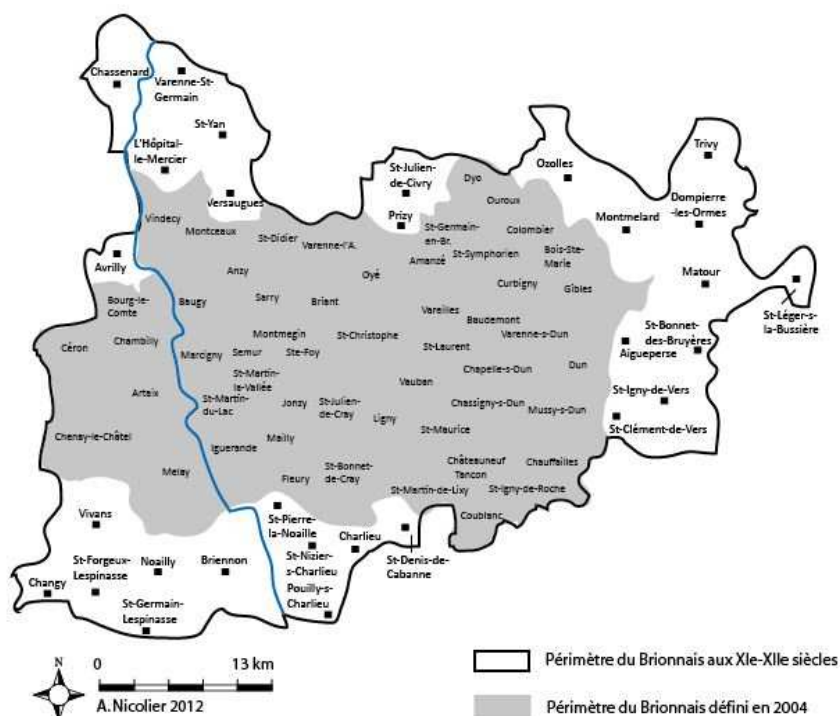 Chassenard
Varenne-St-
Germain
St-Yan
L'Hôpital-
le-Mercier
Versaugues
St-Julien-
de-Civry
Prizy
Ozolles
Trivy
Dompierre
-les-Ormes
Montmelard
Matour
St-Léger-s-
la-Bussière
St-Bonnet-
des-Bruyères
Aigueperse
St-Igny-de-Vers
St-Clément-de-Vers
Dyo
Ouroux
Colombier
Bois-Ste-
Marie
Gibles
St-Germain-
en-Br.
St-Symphorien
Amanzé
Curbigny
Vindecy
Montceaux
St-Didier
Varenne-l'A.
Oyé
Anzy
Avrilly
Bourg-le-
Comte
Baugy
Sarry
Briant
Vareilles
Baudemont
Varenne-s-Dun
Céron
Chambilly
Montmegin
St-Christophe
St-Laurent
Marcigny
Semur
Ste-Foy
Chapelle-s-Dun
Dun
St-Martin-
la-Vallée
Vauban
Artaix
St-Martin-
du-Lac
Jonzy
St-Julien-
de-Cray
Ligny
Chassigny-s-Dun
Mussy-s-Dun
St-Maurice
Chenay-le-Châtel
Iguerande
Mailly
Melay
Fleury
St-Bonnet-
de-Cray
Châteauneuf
Tancon
Chauffailles
St-Martin-de-Lixy
St-Igny-de-Roche
Coublanc
Vivans
St-Pierre-
la-Noaille
Charlieu
St-Denis-de-
Cabanne
St-Nizier-
s-Charlieu
Pouilly-s-
Charlieu
St-Forgeux-
Lespinasse
Noailly
Briennon
Changy
St-Germain-
Lespinasse
N
0 13 km
A. Nicolier 2012
Périmètre du Brionnais aux XIe-XIIe siècles
Périmètre du Brionnais défini en 2004